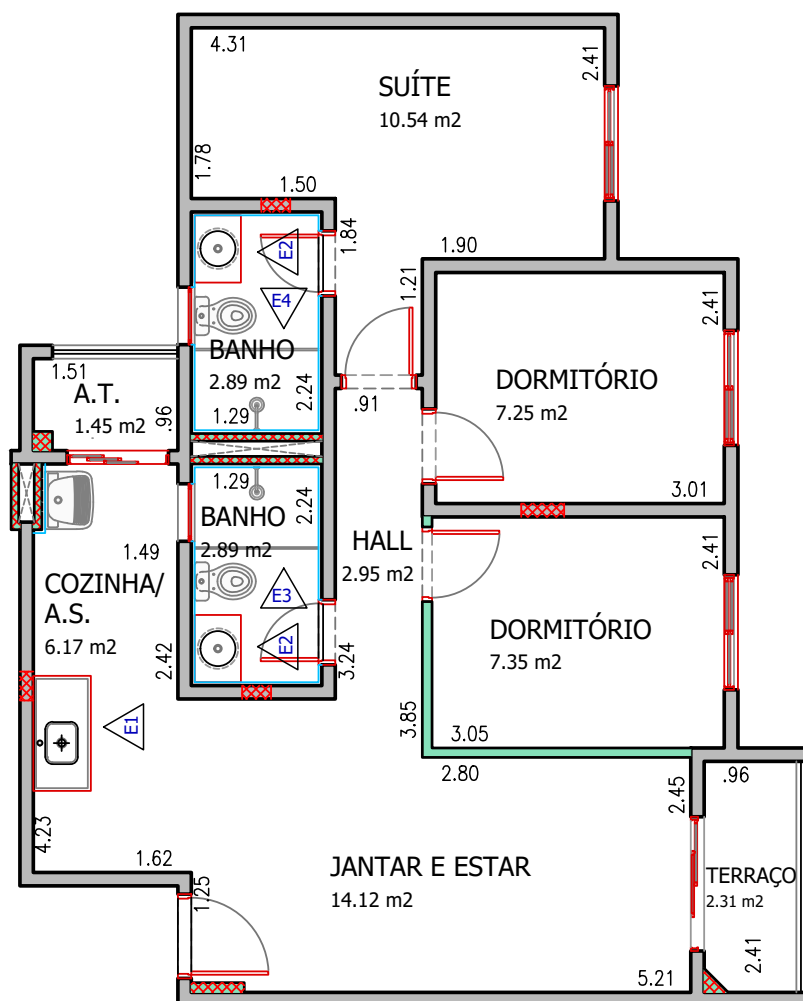 4.31
2.41
SUÍTE
10.54 m2
1.78
1.50
1.84
1.90
E2
E4
1.21
2.41
BANHO
2.89 m2
2.24
1.29
1.51
A.T.
1.45 m2
.96
.91
DORMITÓRIO
7.25 m2
3.01
1.29
2.24
BANHO
2.89 m2
HALL
2.95 m2
2.41
1.49
COZINHA/
A.S.
6.17 m2
2.42
E3
E2
3.24
DORMITÓRIO
7.35 m2
E1
3.85
3.05
2.80
2.45
.96
4.23
1.62
1.25
JANTAR E ESTAR
14.12 m2
TERRAÇO
2.31 m2
2.41
5.21